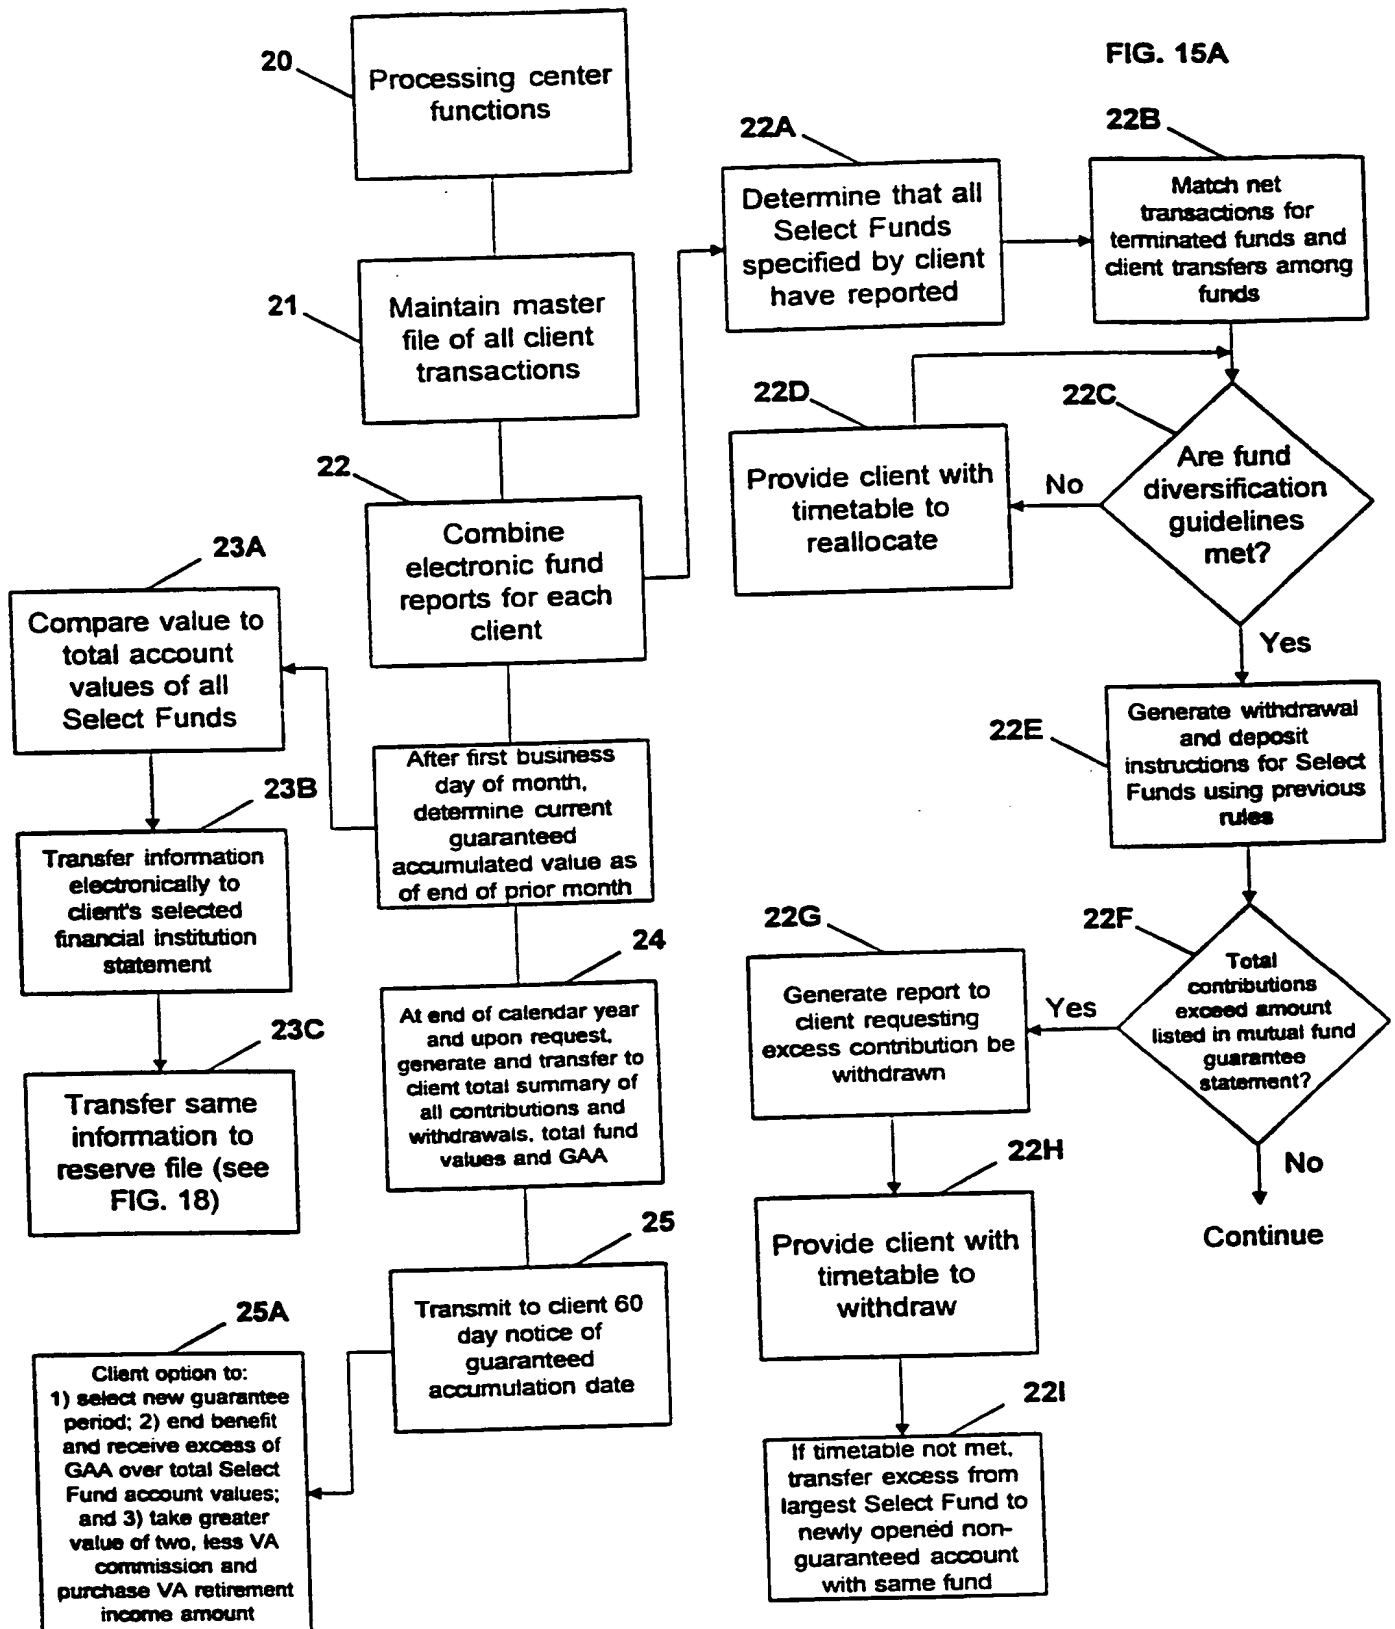 FIG. 15A
20
Processing center
functions
21
Maintain master
file of all client
transactions
22
Combine
electronic fund
reports for each
client
22A
Determine that all
Select Funds
specified by client
have reported
22B
Match net
transactions for
terminated funds and
client transfers among
funds
22C
Are fund
diversification
guidelines
met?
No
Yes
22D
Provide client with
timetable to
reallocate
22E
Generate withdrawal
and deposit
instructions for Select
Funds using previous
rules
22F
Total
contributions
exceed amount
listed in mutual fund
guarantee
statement?
Yes
No
Continue
22G
Generate report to
client requesting
excess contribution be
withdrawn
22H
Provide client with
timetable to
withdraw
22I
If timetable not met,
transfer excess from
largest Select Fund to
newly opened non-
guaranteed account
with same fund
After first business
day of month,
determine current
guaranteed
accumulated value as
of end of prior month
23A
Compare value to
total account
values of all
Select Funds
23B
Transfer information
electronically to
client's selected
financial institution
statement
23C
Transfer same
information to
reserve file (see
FIG. 18)
24
At end of calendar year
and upon request,
generate and transfer to
client total summary of
all contributions and
withdrawals, total fund
values and GAA
25
Transmit to client 60
day notice of
guaranteed
accumulation date
25A
Client option to:
1) select new guarantee
period; 2) end benefit
and receive excess of
GAA over total Select
Fund account values;
and 3) take greater
value of two, less VA
commission and
purchase VA retirement
income amount